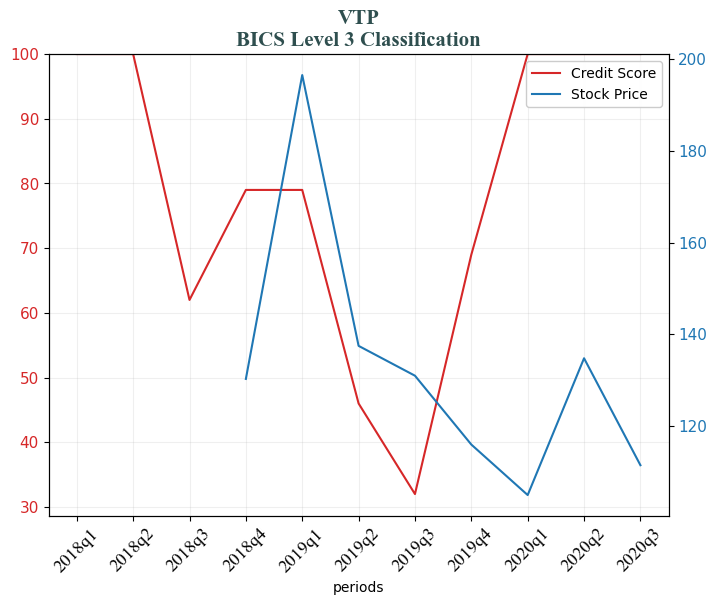 VTP
BICS Level 3 Classification
Credit Score
Stock Price
100
90
80
70
60
50
40
30
200
180
160
140
120
2018q1
2018q2
2018q3
2018q4
2019q1
2019q2
2019q3
2019q4
2020q1
2020q2
2020q3
periods